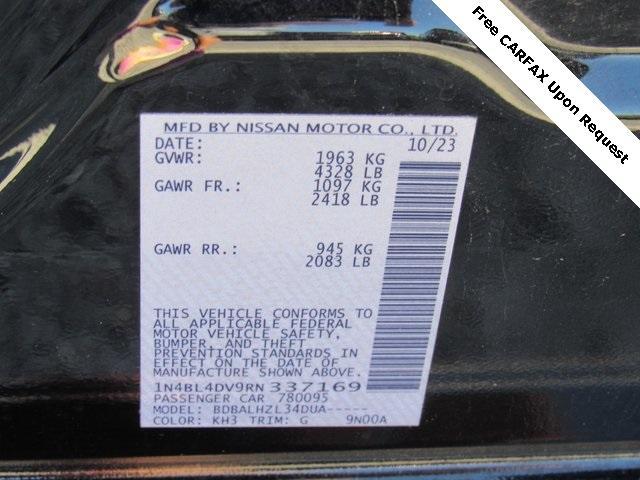 Free CARFAX Upon Request
MFD BY NISSAN MOTOR CO., LTD.
DATE: 10/23
GVWR: 1963 KG
4328 LB
GAWR FR.: 1097 KG
2418 LB
GAWR RR.: 945 KG
2083 LB
THIS VEHICLE CONFORMS TO
ALL APPLICABLE FEDERAL
MOTOR VEHICLE SAFETY,
BUMPER, AND THEFT
PREVENTION STANDARDS IN
EFFECT ON THE DATE OF
MANUFACTURE SHOWN ABOVE.
1N4BL4DV9RN337169
PASSENGER CAR 780095
MODEL: BDBALHZL34DUA-----
COLOR: KH3 TRIM: G 9N00A